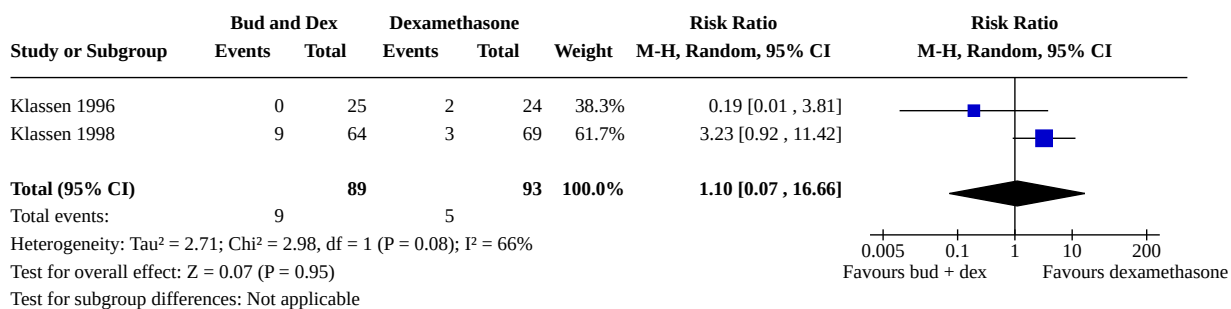 Bud and Dex Dexamethasone Risk Ratio Risk Ratio
Study or Subgroup Events Total Events Total Weight M-H, Random, 95% CI M-H, Random, 95% CI
Klassen 1996 0 25 2 24 38.3% 0.19 [0.01 , 3.81]
Klassen 1998 9 64 3 69 61.7% 3.23 [0.92 , 11.42]
Total (95% CI) 89 93 100.0% 1.10 [0.07 , 16.66]
Total events: 9 5
Heterogeneity: Tau² = 2.71; Chi² = 2.98, df = 1 (P = 0.08); I² = 66%
Test for overall effect: Z = 0.07 (P = 0.95)
Test for subgroup differences: Not applicable
0.005 0.1 1 10 200
Favours bud + dex Favours dexamethasone